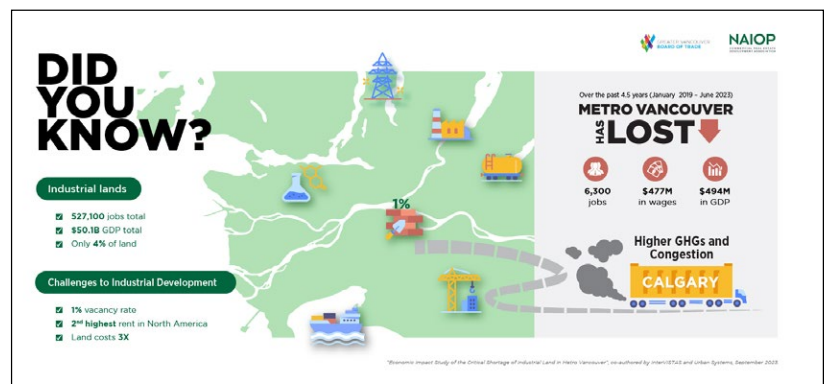 DID
YOU
KNOW?
Industrial lands
527,100 jobs total
$50.1B GDP total
Only 4% of land
Challenges to Industrial Development
1% vacancy rate
2nd highest rent in North America
Land costs 3X
1%
BOARD OF TRADE
NAIOP
Over the past 4.5 years (January 2019 - June 2023)
METRO VANCOUVER
HAS LOST
6,300
jobs
$477M
in wages
$494M
in GDP
Higher GHGs and
Congestion
CALGARY
"Economic Impact Study of the Critical Shortage of Industrial Land in Metro Vancouver", co-authored by InterVISTAS and Urban Systems, September 2023